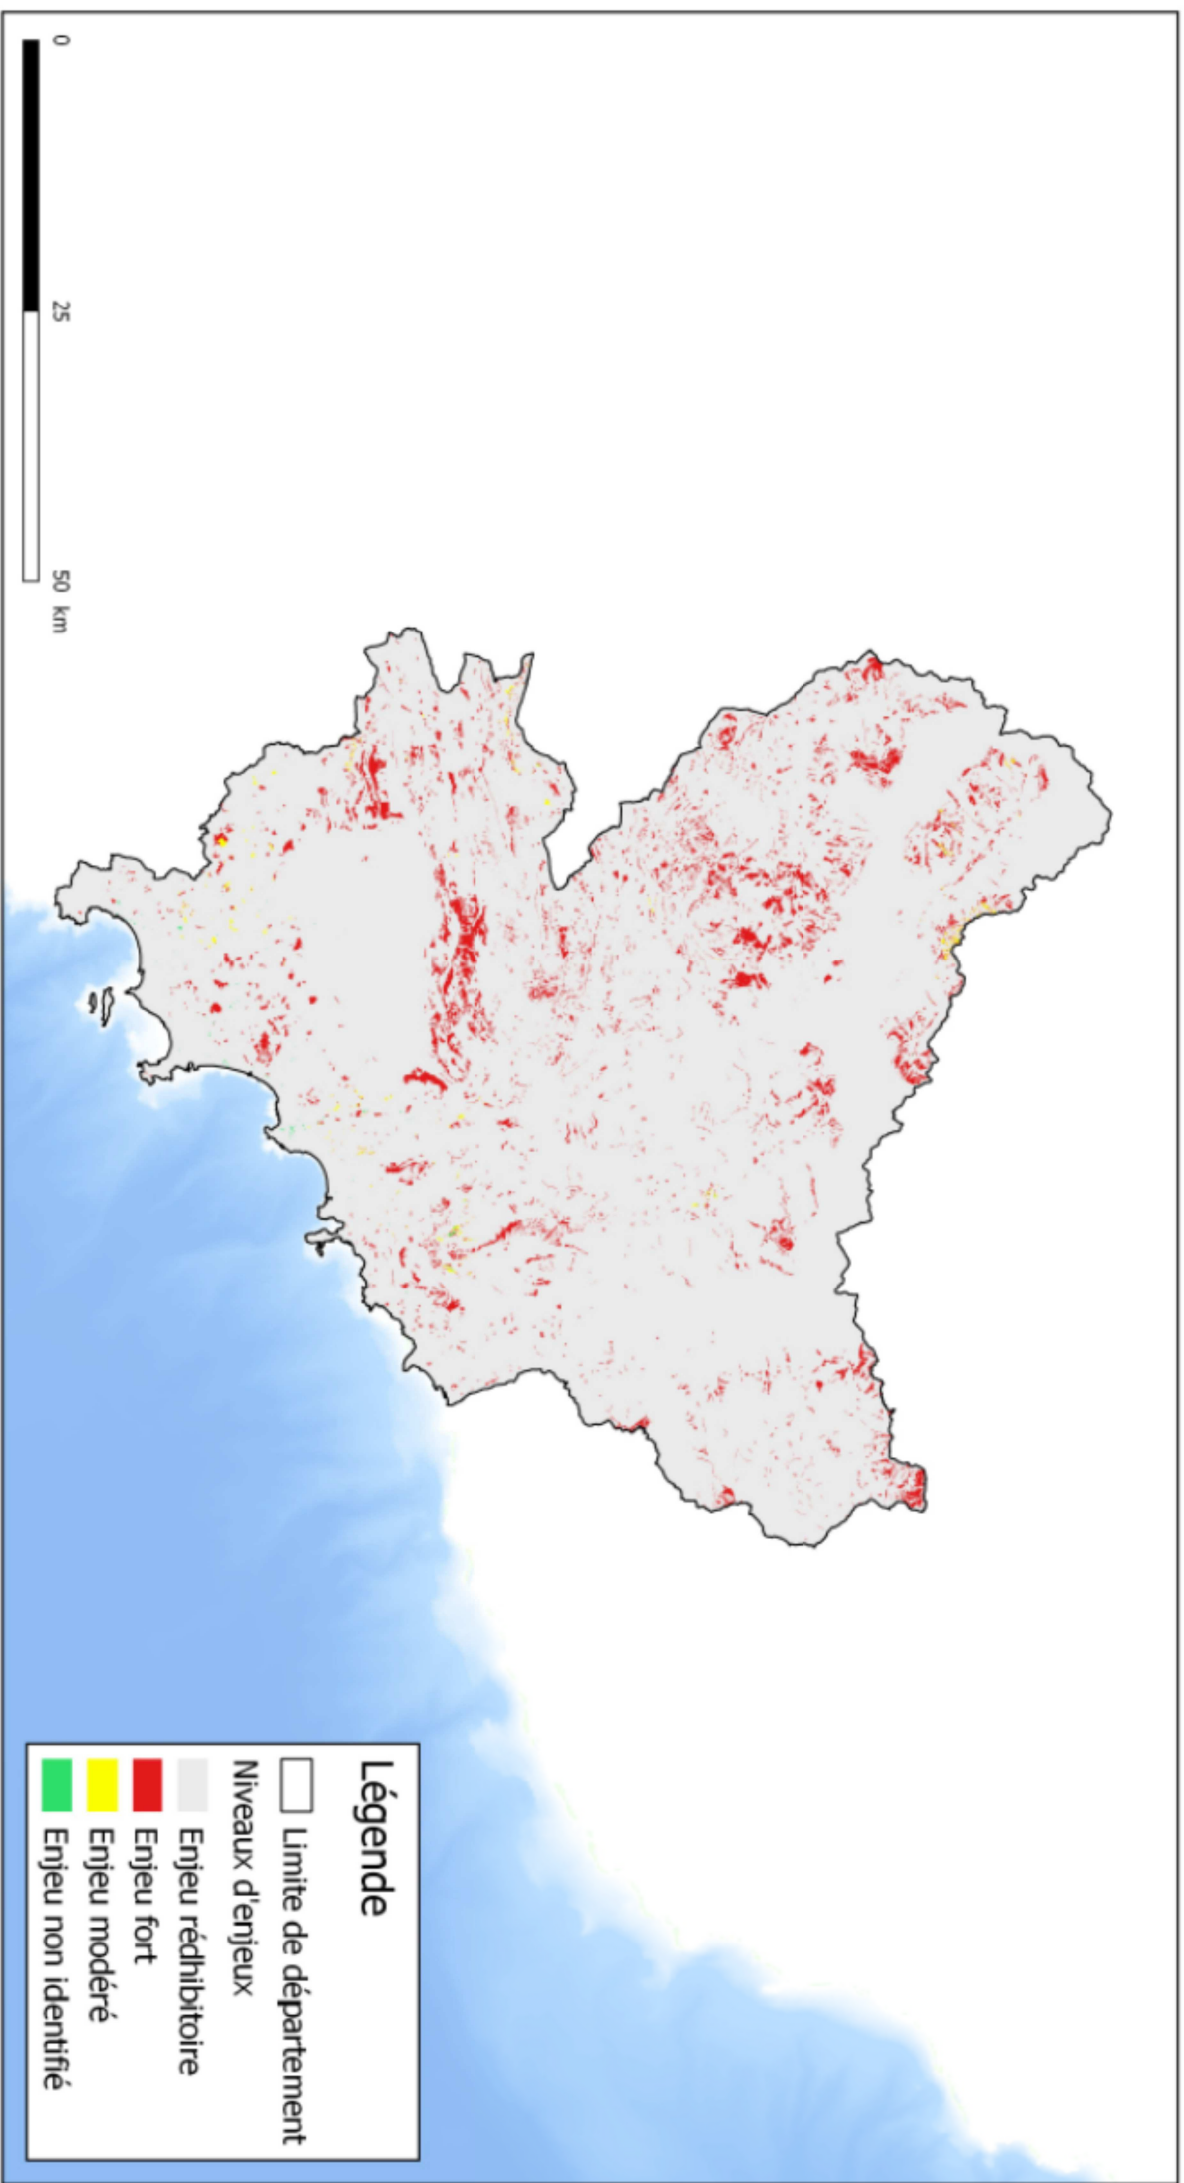 Légende
Limite de département
Niveaux d'enjeux
Enjeu rédhibitoire
Enjeu fort
Enjeu modéré
Enjeu non identifié
0 25 50 km